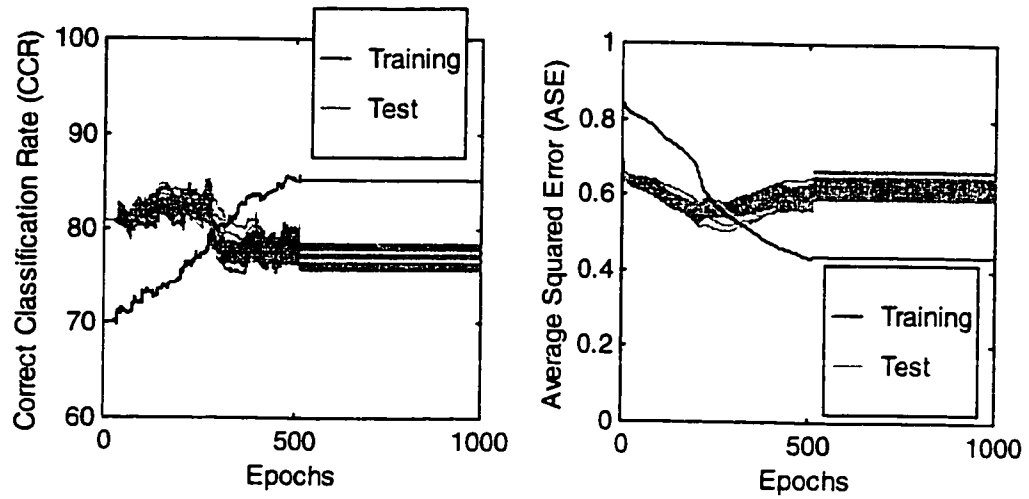 Correct Classification Rate (CCR)
100
90
80
70
60
0
500
1000
Epochs
Training
Test
Average Squared Error (ASE)
1
0.8
0.6
0.4
0.2
0
0
500
1000
Epochs
Training
Test